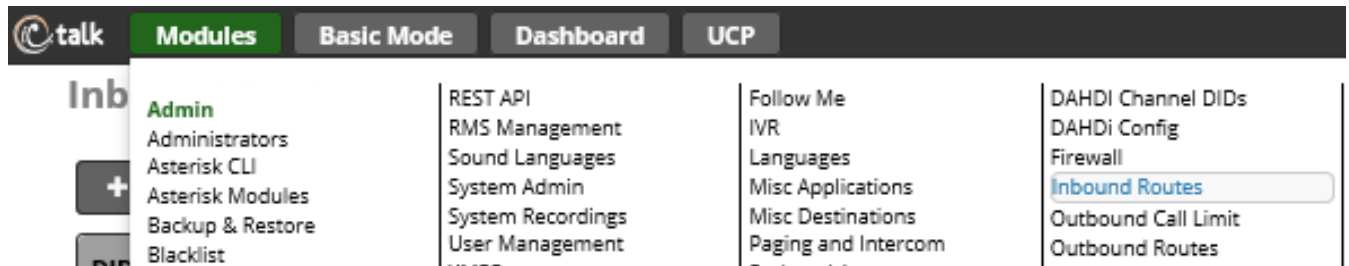 talk Modules Basic Mode Dashboard UCP
Inb
Admin
Administrators
Asterisk CLI
Asterisk Modules
Backup & Restore
Blacklist
REST API
RMS Management
Sound Languages
System Admin
System Recordings
User Management
Follow Me
IVR
Languages
Misc Applications
Misc Destinations
Paging and Intercom
DAHDI Channel DIDs
DAHDi Config
Firewall
Inbound Routes
Outbound Call Limit
Outbound Routes